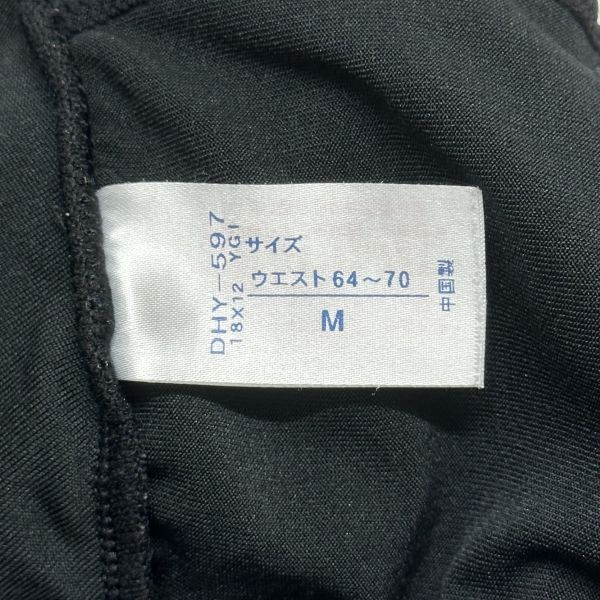 サイズ
ウエスト64～70
M
DHY-597
18X12 YG1
中国製